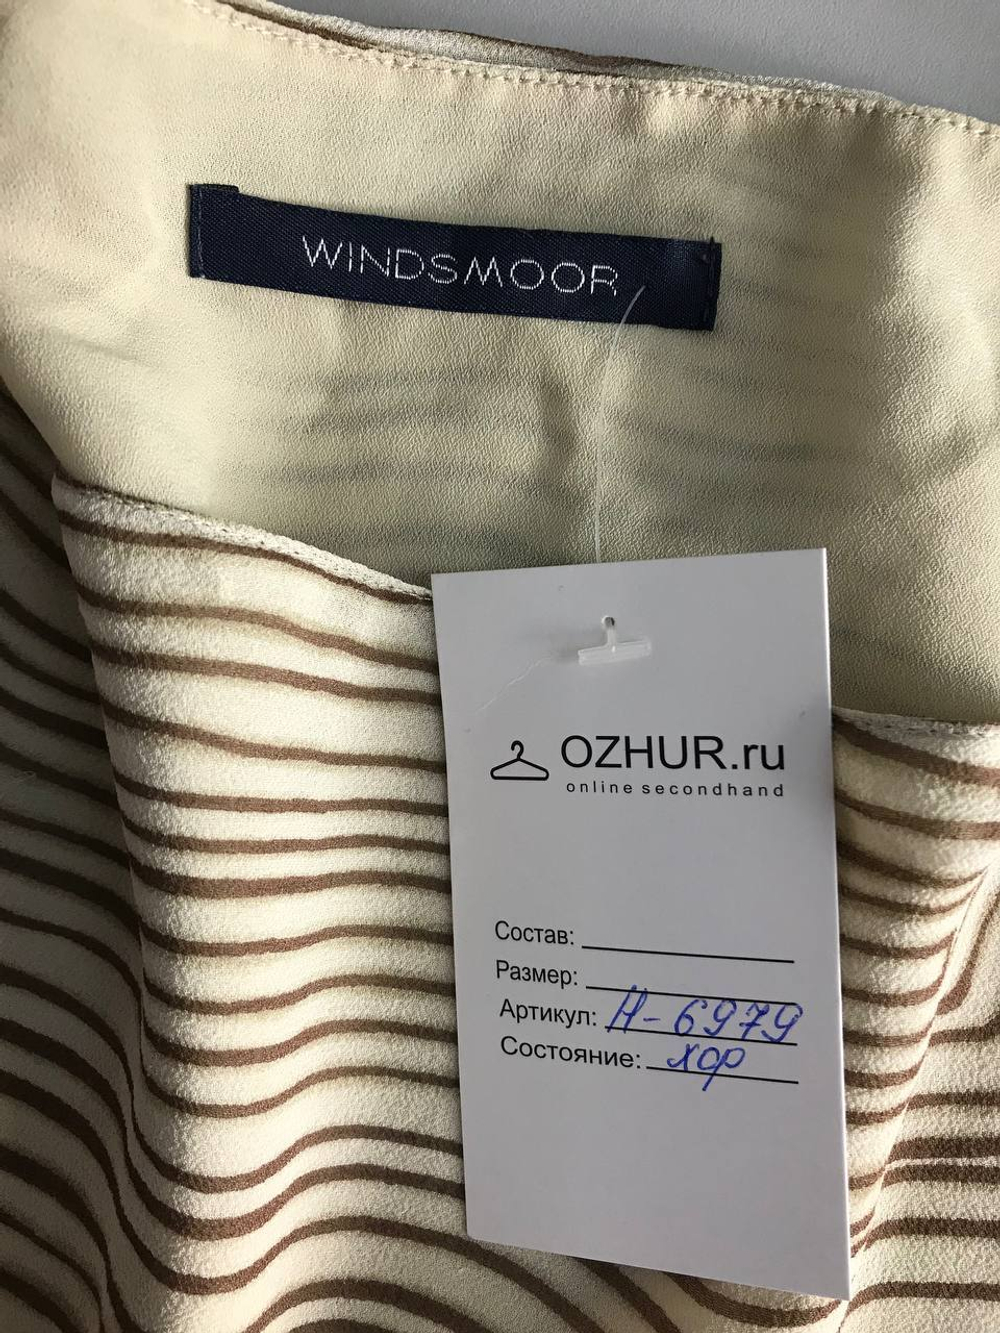 WINDSMOOR
OZHUR.ru
online secondhand
Состав:
Размер:
Артикул: Н-6979
Состояние: хор